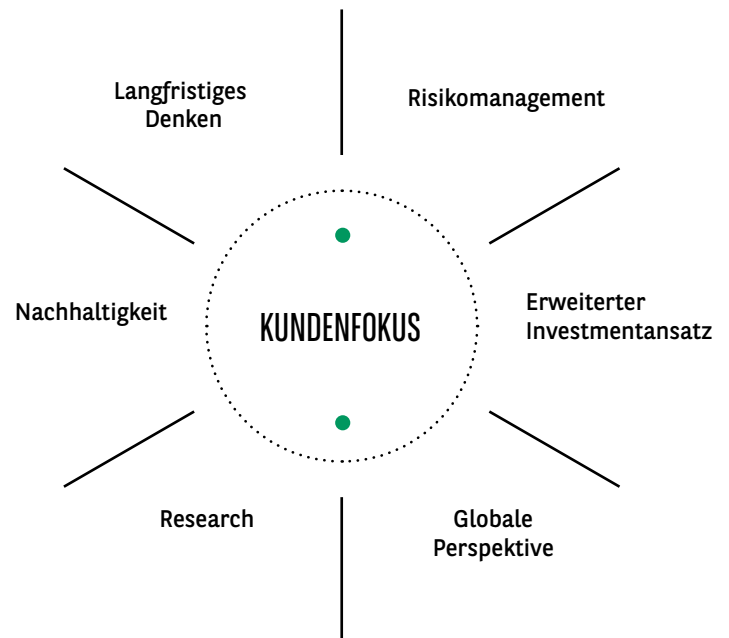 Langfristiges
Denken
Risikomanagement
Nachhaltigkeit
KUNDENFOKUS
Erweiterter
Investmentansatz
Research
Globale
Perspektive